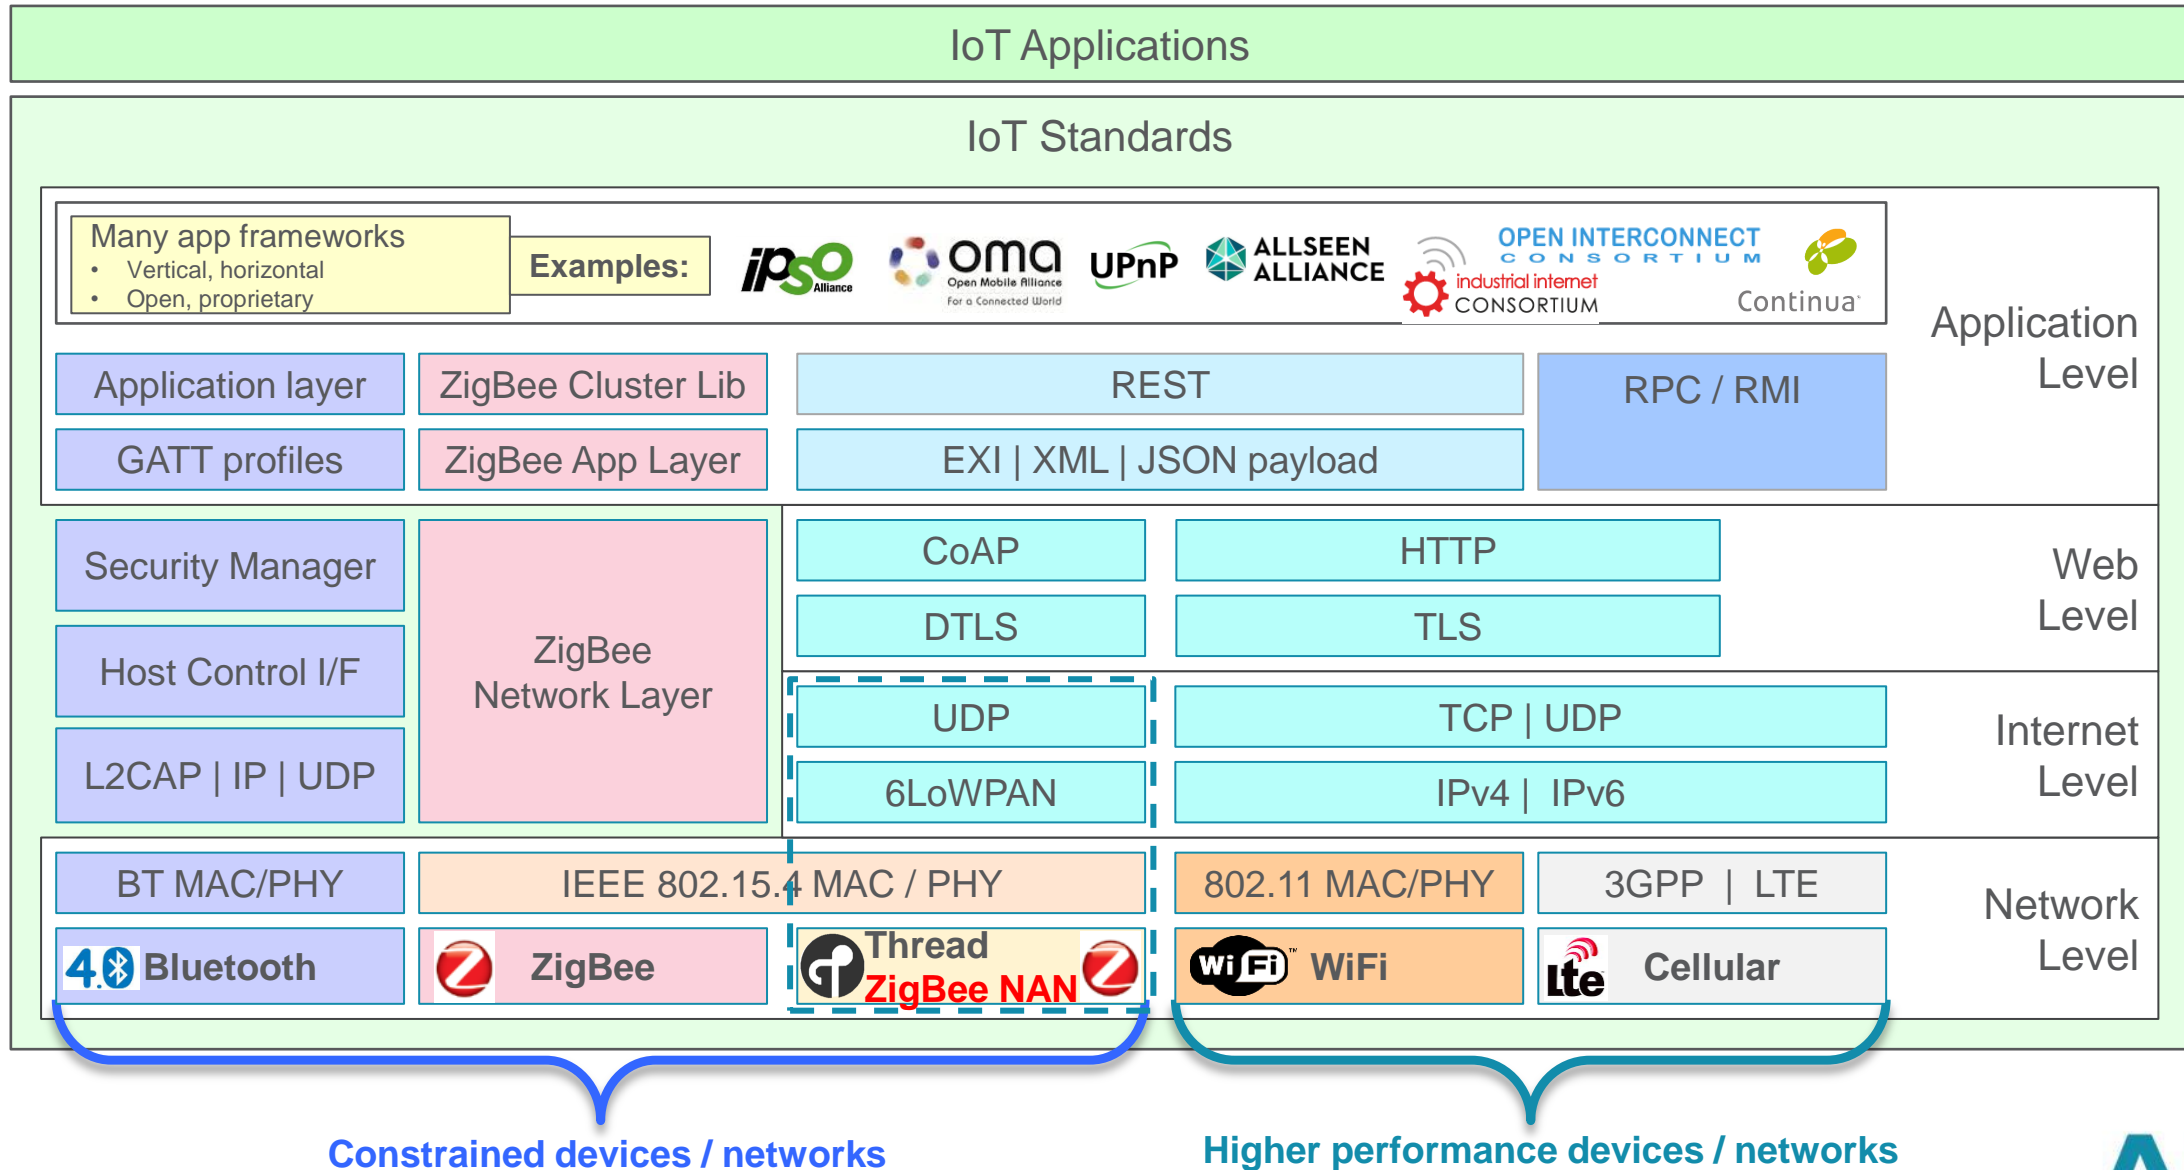 IoT Applications
IoT Standards
Many app frameworks
• Vertical, horizontal
• Open, proprietary
Examples:
ipso
Alliance
oma
Open Mobile Alliance
For a Connected World
UPnP
ALLSEEN
ALLIANCE
OPEN INTERCONNECT
CONSORTIUM
industrial internet
CONSORTIUM
Continua
Application
Level
Application layer
ZigBee Cluster Lib
REST
RPC / RMI
GATT profiles
ZigBee App Layer
EXI | XML | JSON payload
Security Manager
Host Control I/F
L2CAP | IP | UDP
ZigBee
Network Layer
CoAP
HTTP
DTLS
TLS
Web
Level
UDP
TCP | UDP
6LoWPAN
IPv4 | IPv6
Internet
Level
BT MAC/PHY
IEEE 802.15.4 MAC / PHY
802.11 MAC/PHY
3GPP | LTE
Network
Level
4.0 Bluetooth
ZigBee
Thread
ZigBee NAN
Wi Fi™ WiFi
Lte Cellular
Constrained devices / networks
Higher performance devices / networks